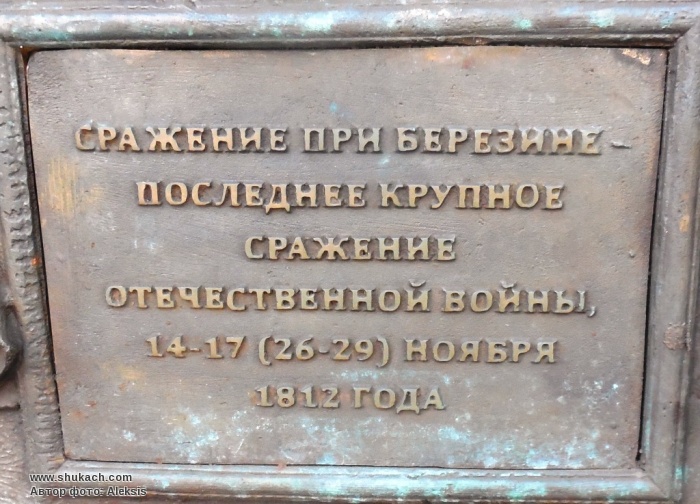 СРАЖЕНИЕ ПРИ БЕРЕЗИНЕ –
ПОСЛЕДНЕЕ КРУПНОЕ
СРАЖЕНИЕ
ОТЕЧЕСТВЕННОЙ ВОЙНЫ,
14-17 (26-29) НОЯБРЯ
1812 ГОДА
www.shukach.com
Автор фото: Aleksis